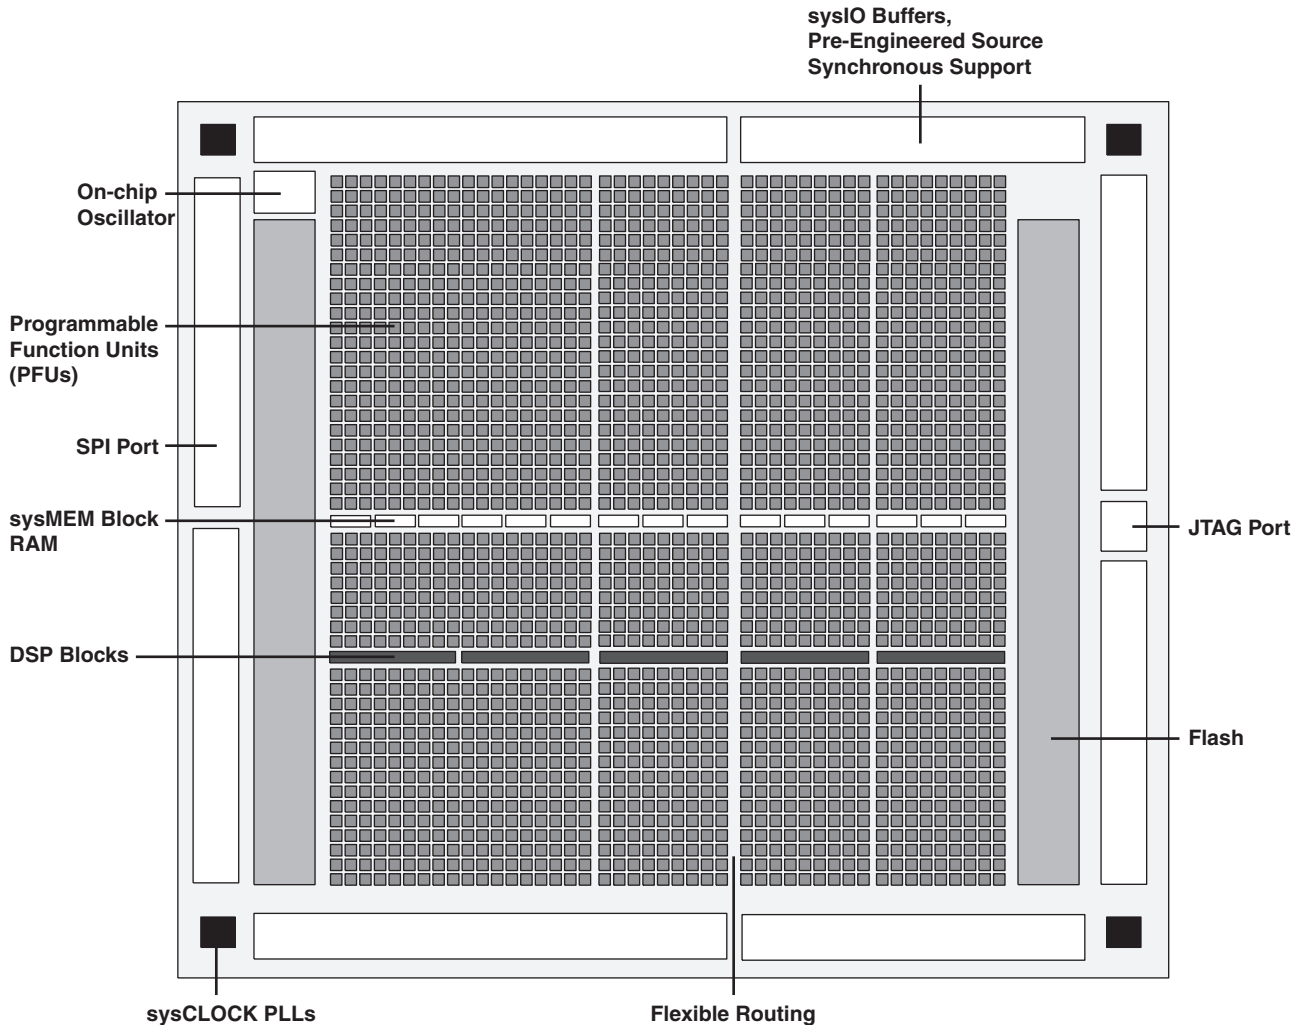 sysIO Buffers,
Pre-Engineered Source
Synchronous Support
On-chip
Oscillator
Programmable
Function Units
(PFUs)
SPI Port
sysMEM Block
RAM
JTAG Port
DSP Blocks
Flash
sysCLOCK PLLs
Flexible Routing